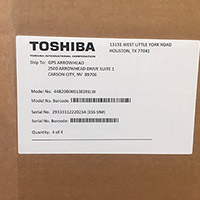 TOSHIBA
TOSHIBA INTERNATIONAL CORPORATION
13131 WEST LITTLE YORK ROAD
HOUSTON, TX 77041
Ship To: GPS ARROWHEAD
2500 ARROWHEAD DRIVE SUITE 1
CARSON CITY, NV 89706
Model No:
Model No. Barcode
Serial No:
Serial No. Barcode
Quantity: 4 of 4